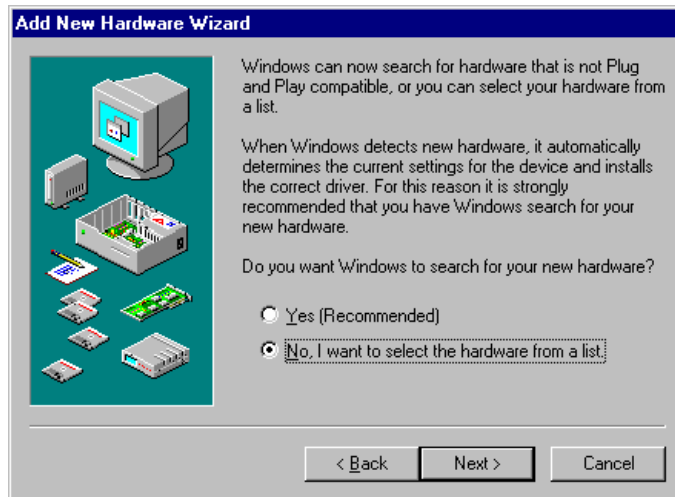 Add New Hardware Wizard
Windows can now search for hardware that is not Plug
and Play compatible, or you can select your hardware from
a list.
When Windows detects new hardware, it automatically
determines the current settings for the device and installs
the correct driver. For this reason it is strongly
recommended that you have Windows search for your
new hardware.
Do you want Windows to search for your new hardware?
Yes (Recommended)
No, I want to select the hardware from a list.
< Back
Next >
Cancel